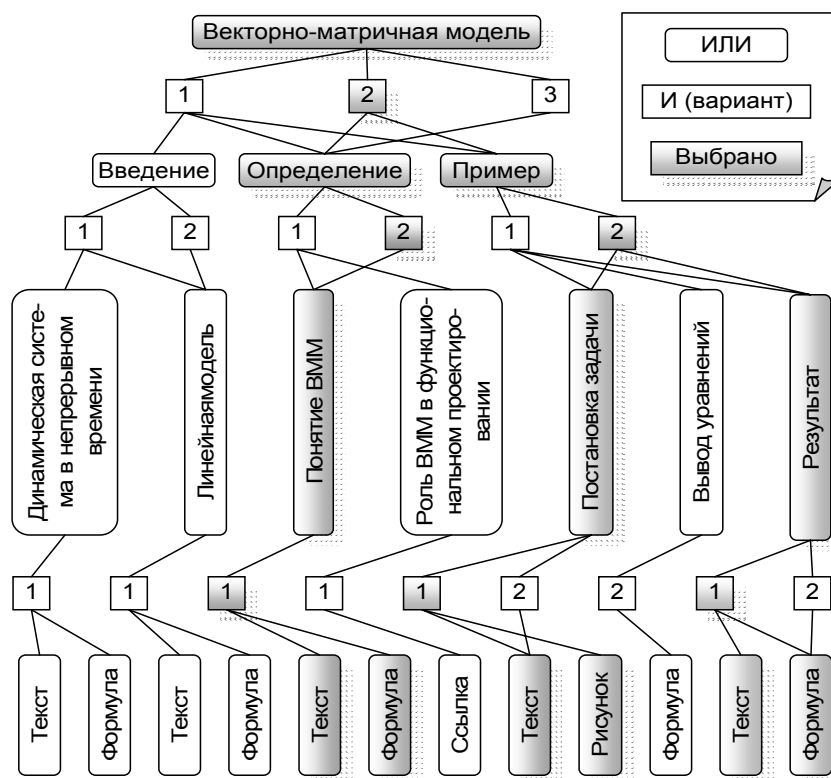 Векторно-матричная модель
ИЛИ
И (вариант)
Выбрано
1 2 3
Введение Определение Пример
1 2 1 2 1 2
Динамическая систе-
ма в непрерывном
времени
Линейнаямодель
Понятие ВММ
Роль ВММ в функцио-
нальном проектиро-
вании
Постановка задачи
Вывод уравнений
Результат
1 1 1 1 1 2 2 1 2
Текст
Формула
Текст
Формула
Текст
Формула
Ссылка
Текст
Рисунок
Формула
Текст
Формула